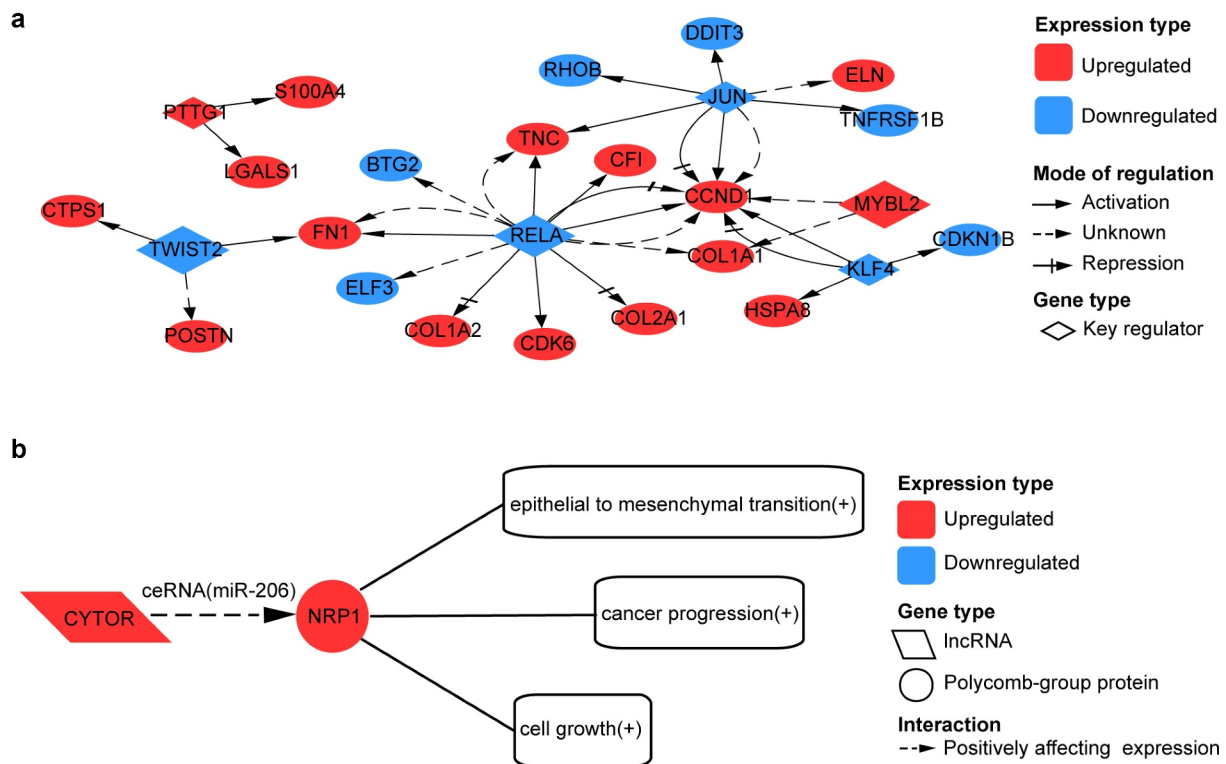 a
DDIT3
RHOB
ELN
JUN
TNFRSF1B
S100A4
PTTG1
LGALS1
TNC
BTG2
CFI
CCND1
MYBL2
CTPS1
TWIST2
FN1
RELA
COL1A1
CDKN1B
KLF4
ELF3
HSPA8
POSTN
COL1A2
COL2A1
CDK6
Expression type
Upregulated
Downregulated
Mode of regulation
Activation
Unknown
Repression
Gene type
Key regulator
b
epithelial to mesenchymal transition(+)
ceRNA(miR-206)
CYTOR
NRP1
cancer progression(+)
cell growth(+)
Expression type
Upregulated
Downregulated
Gene type
lncRNA
Polycomb-group protein
Interaction
Positively affecting expression